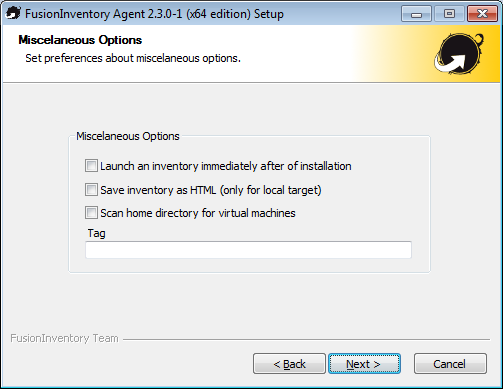 FusionInventory Agent 2.3.0-1 (x64 edition) Setup
Miscelaneous Options
Set preferences about miscelaneous options.
Miscelaneous Options
Launch an inventory immediately after of installation
Save inventory as HTML (only for local target)
Scan home directory for virtual machines
Tag
FusionInventory Team
< Back
Next >
Cancel